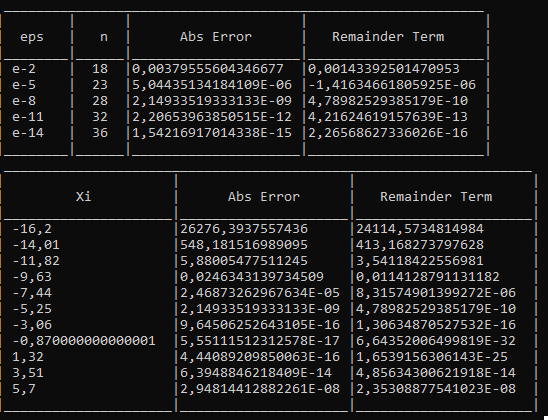 eps n Abs Error Remainder Term
e-2 18 0,00379555604346677 0,00143392501470953
e-5 23 5,04435134184109E-06 -1,41634661805925E-06
e-8 28 2,14933519333133E-09 4,78982529385179E-10
e-11 32 2,20653963850515E-12 4,21624619157639E-13
e-14 36 1,54216917014338E-15 2,26568627336026E-16
Xi Abs Error Remainder Term
-16,2 26276,3937557436 24114,5734814984
-14,01 548,181516989095 413,168273797628
-11,82 5,88005477511245 3,54118422556981
-9,63 0,0246343139734509 0,0114128791131182
-7,44 2,46873262967634E-05 8,31574901399272E-06
-5,25 2,14933519333133E-09 4,78982529385179E-10
-3,06 9,64506252643105E-16 1,30634870527532E-16
-0,870000000000001 5,55111512312578E-17 6,64352006499819E-32
1,32 4,44089209850063E-16 1,6539156306143E-25
3,51 6,3948846218409E-14 4,85634300621918E-14
5,7 2,94814412882261E-08 2,35308877541023E-08